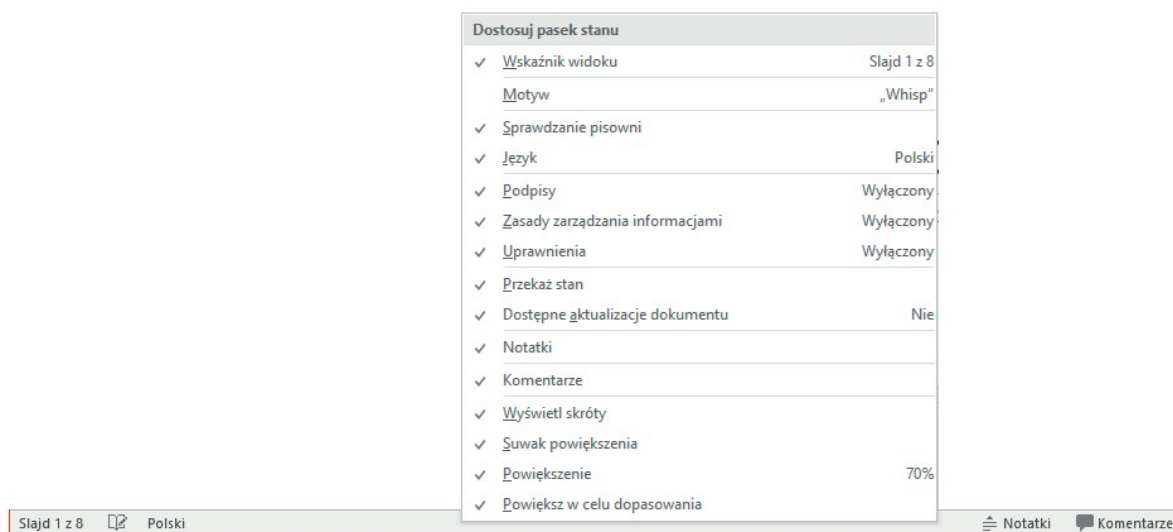 Dostosuj pasek stanu
Wskaźnik widoku Slajd 1 z 8
Motyw „Whisp”
Sprawdzanie pisowni
Język Polski
Podpisy Wyłączony
Zasady zarządzania informacjami Wyłączony
Uprawnienia Wyłączony
Przekaż stan
Dostępne aktualizacje dokumentu Nie
Notatki
Komentarze
Wyświetl skróty
Suwak powiększenia
Powiększenie 70%
Powiększ w celu dopasowania
Slajd 1 z 8 Polski Notatki Komentarze